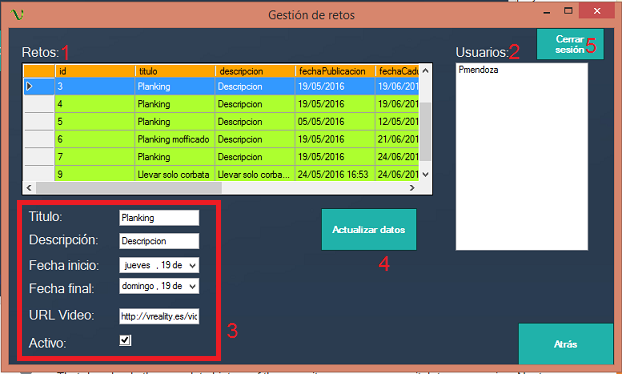 Gestión de retos
Cerrar sesión 5
Retos: 1
Usuarios: 2
id titulo descripcion fechaPublicacion fechaCadu
3 Planking Descripcion 19/05/2016 19/06/201
4 Planking Descripcion 19/05/2016 19/06/201
5 Planking Descripcion 05/05/2016 12/05/201
6 Planking mofficado Descripcion 19/05/2016 21/06/201
7 Planking Descripcion 19/05/2016 24/06/201
9 Llevar solo corbata Llevar solo corba... 24/05/2016 16:53 24/06/201
Pmendoza
Titulo: Planking
Descripción: Descripcion
Fecha inicio: jueves , 19 de
Fecha final: domingo , 19 de
URL Video: http://vreality.es/vic
Activo:
3
Actualizar datos
4
Atrás